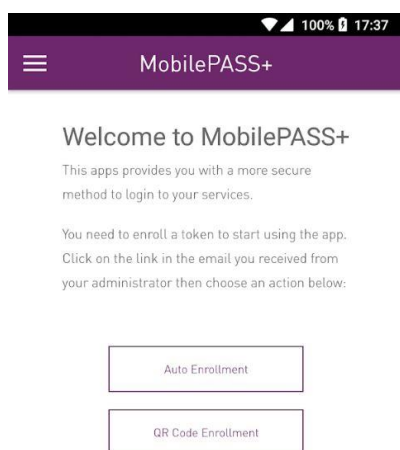 100% 17:37
MobilePASS+
Welcome to MobilePASS+
This apps provides you with a more secure
method to login to your services.
You need to enroll a token to start using the app.
Click on the link in the email you received from
your administrator then choose an action below:
Auto Enrollment
QR Code Enrollment